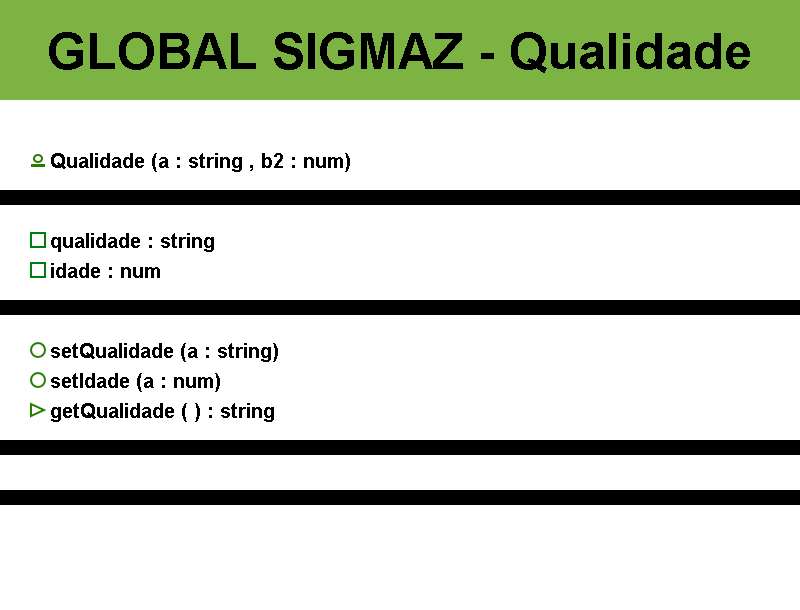 GLOBAL SIGMAZ - Qualidade
Qualidade (a : string , b2 : num)
qualidade : string
idade : num
setQualidade (a : string)
setIdade (a : num)
getQualidade ( ) : string